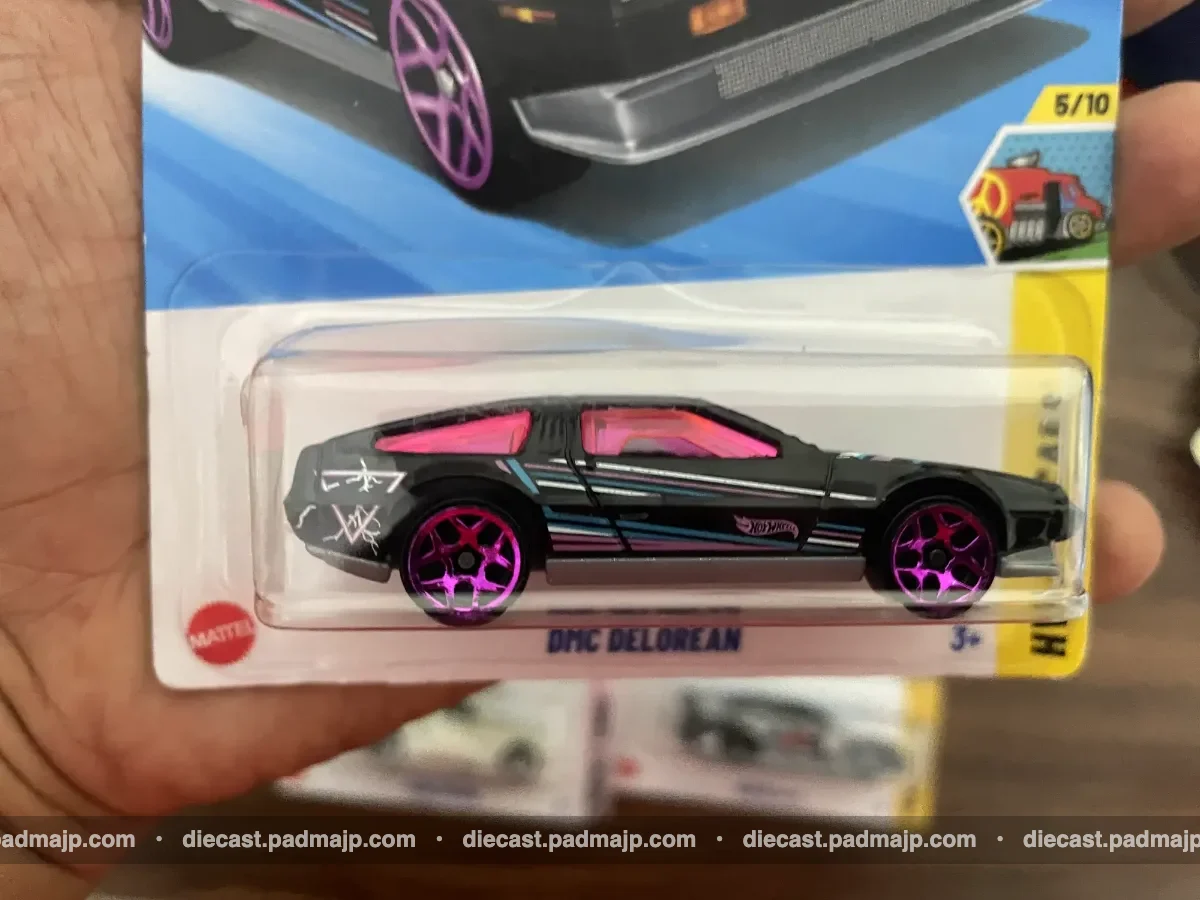 5/10
HOT WHEELS
MATTEL
DMC DELOREAN
3+
diecast.padmajp.com • diecast.padmajp.com • diecast.padmajp.com • diecast.padmajp.com